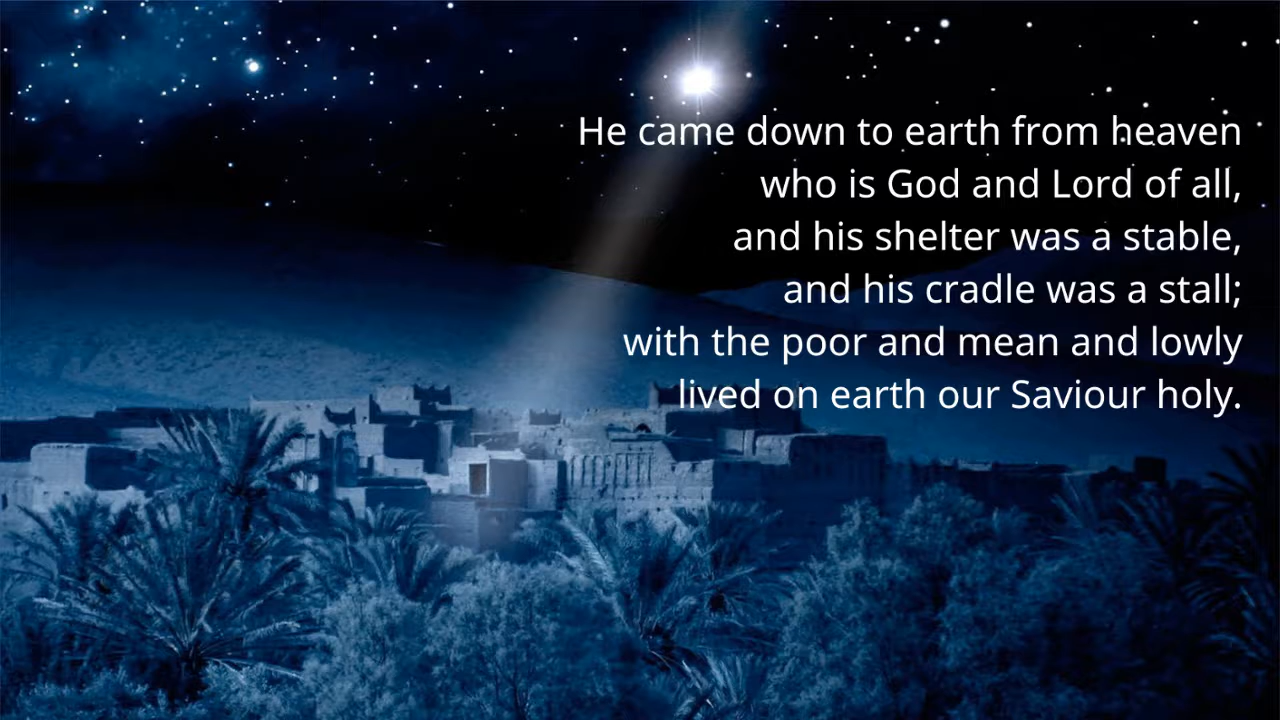 He came down to earth from heaven
who is God and Lord of all,
and his shelter was a stable,
and his cradle was a stall;
with the poor and mean and lowly
lived on earth our Saviour holy.